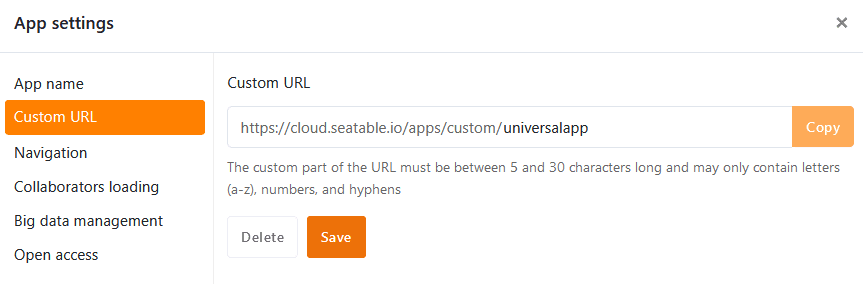 App settings
×
App name
Custom URL
Navigation
Collaborators loading
Big data management
Open access
Custom URL
https://cloud.seatable.io/apps/custom/universalapp
Copy
The custom part of the URL must be between 5 and 30 characters long and may only contain letters
(a-z), numbers, and hyphens
Delete
Save